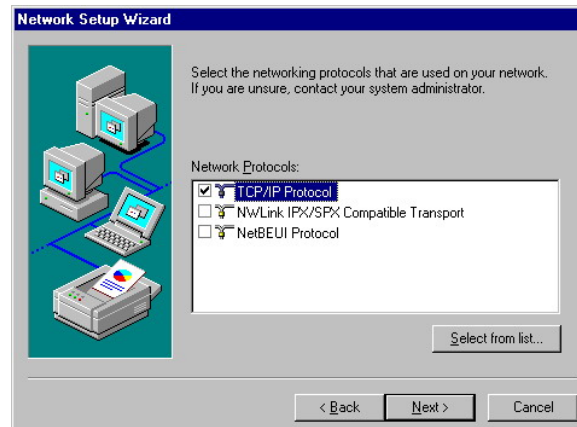 Network Setup Wizard
Select the networking protocols that are used on your network.
If you are unsure, contact your system administrator.
Network Protocols:
TCP/IP Protocol
NWLink IPX/SPX Compatible Transport
NetBEUI Protocol
Select from list...
< Back
Next >
Cancel